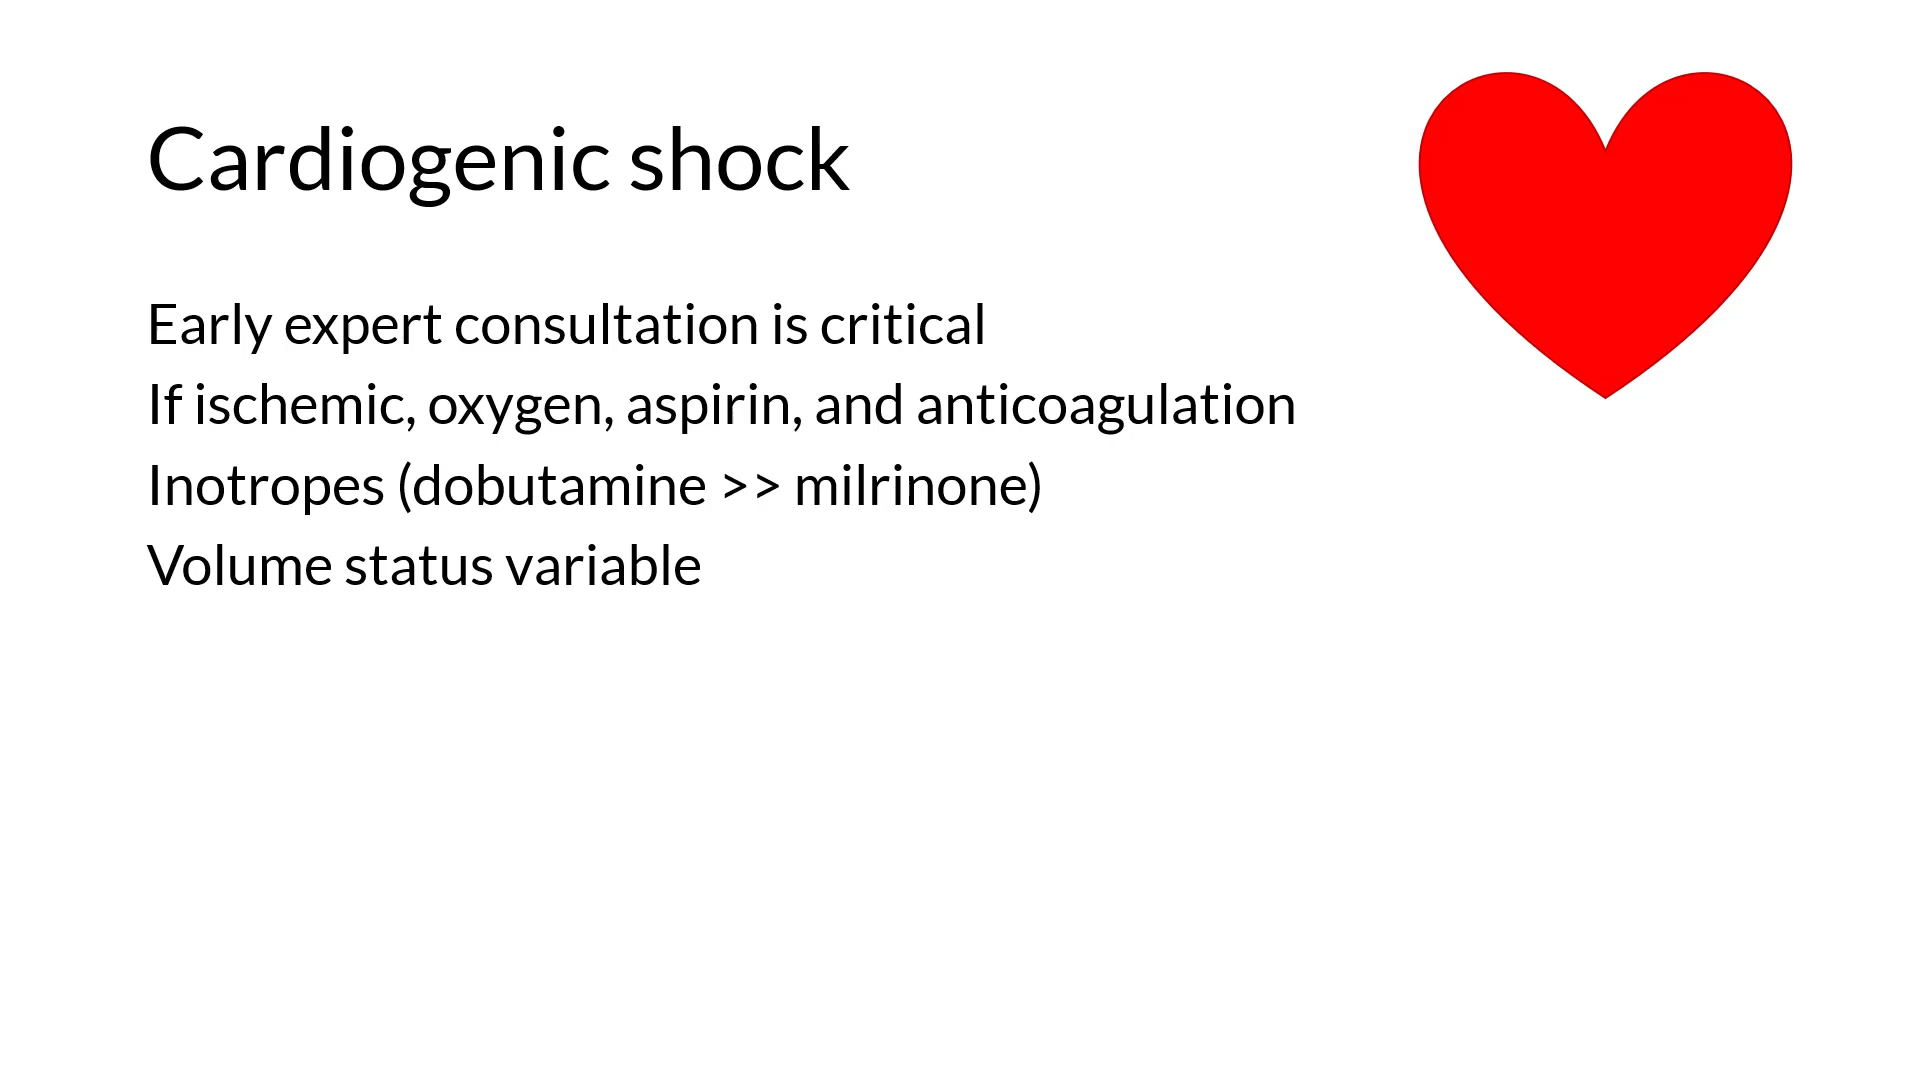 Cardiogenic shock
Early expert consultation is critical
If ischemic, oxygen, aspirin, and anticoagulation
Inotropes (dobutamine >> milrinone)
Volume status variable